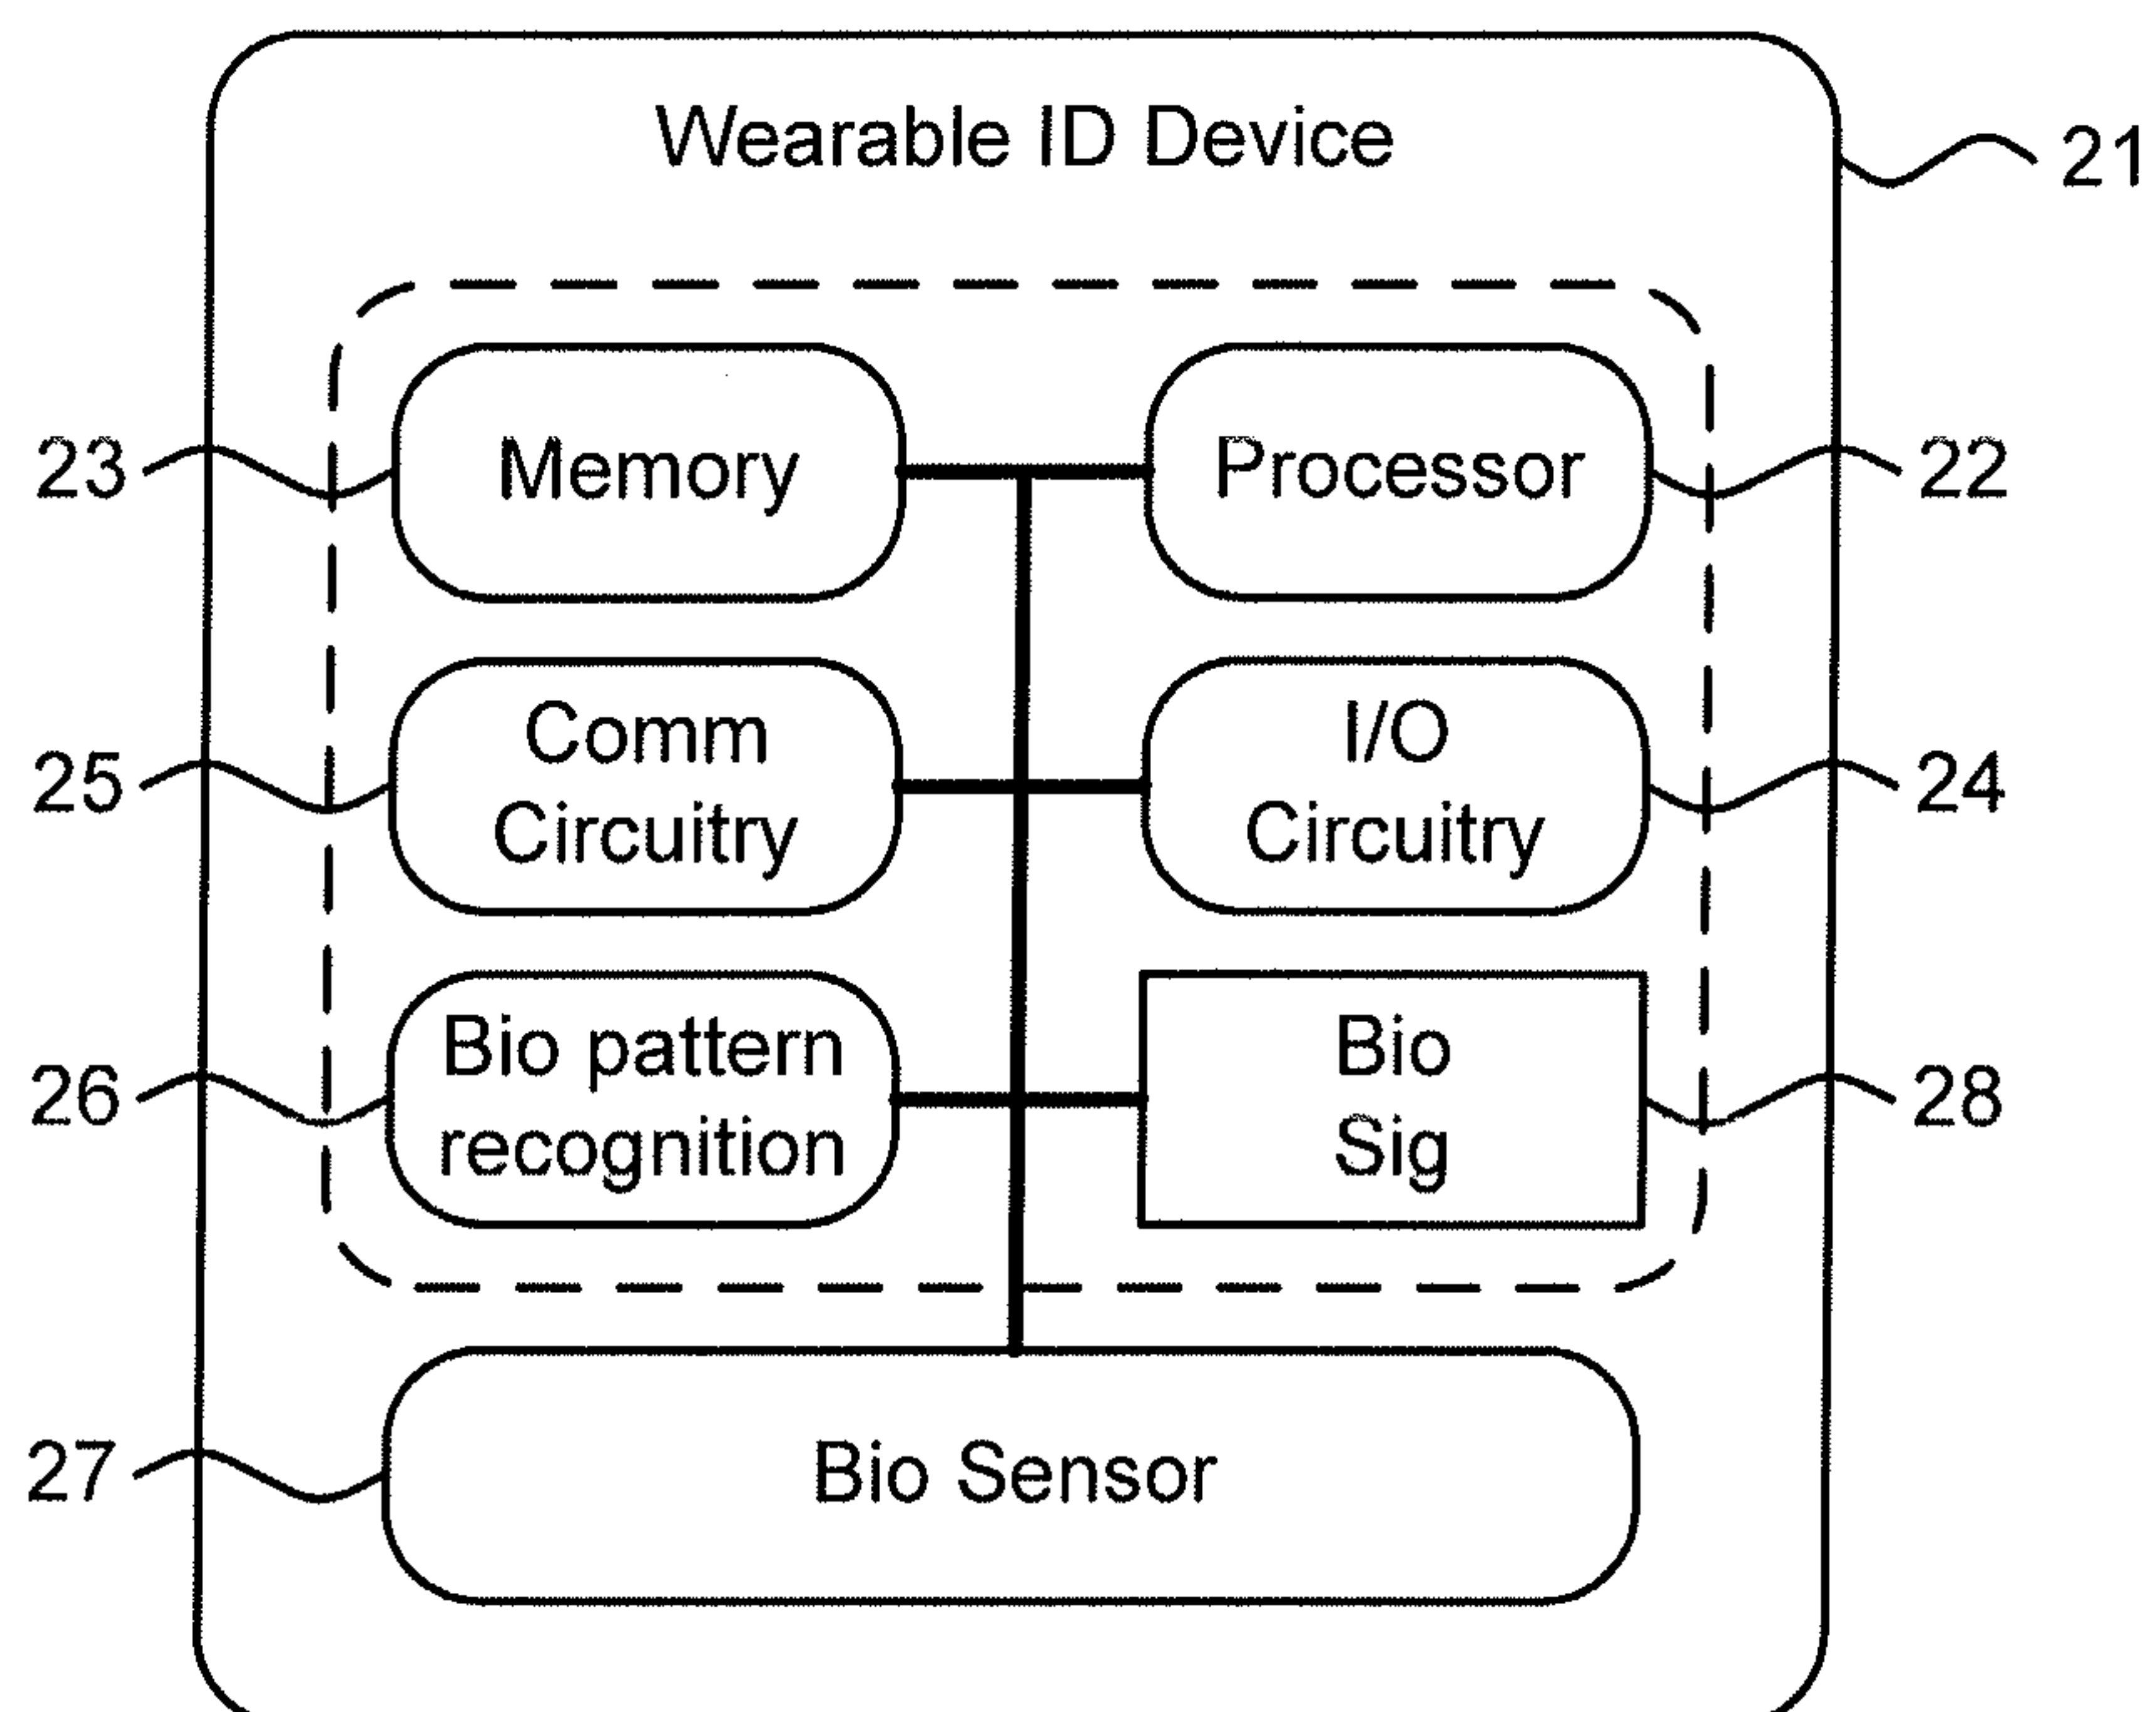 Wearable ID Device
21
23
Memory
Processor
22
25
Comm
Circuitry
I/O
Circuitry
24
26
Bio pattern
recognition
Bio
Sig
28
27
Bio Sensor